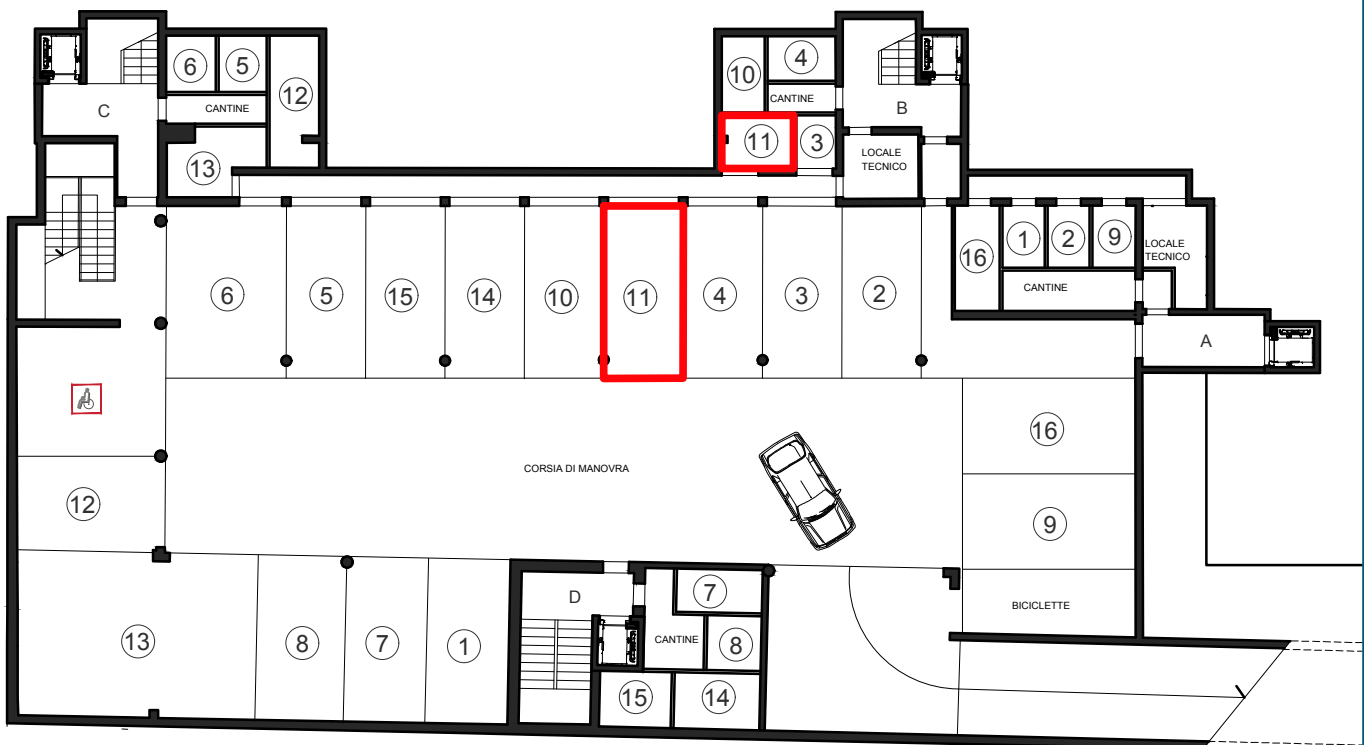 6
5
12
C
CANTINE
13
10
4
CANTINE
11
3
B
LOCALE
TECNICO
6
5
15
14
10
11
4
3
2
16
1
2
9
CANTINE
LOCALE
TECNICO
A
16
12
CORSIA DI MANOVRA
9
BICICLETTE
13
8
7
1
D
7
CANTINE
8
15
14